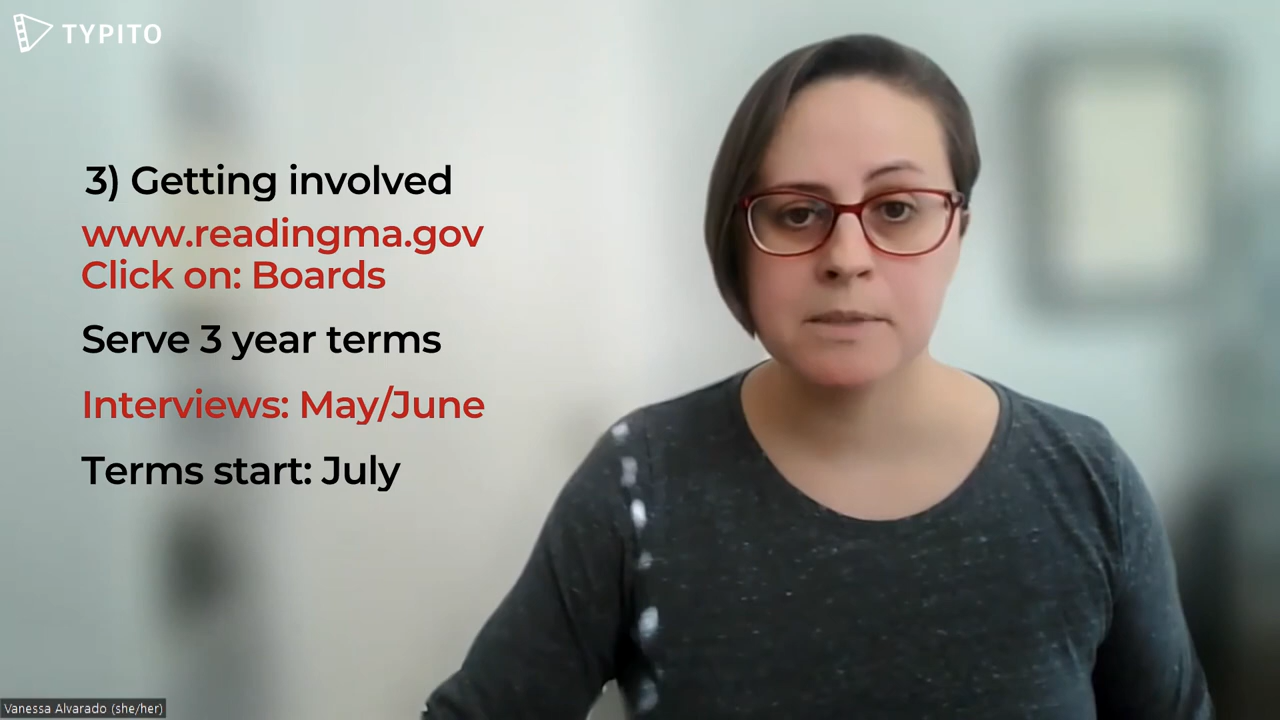 TYPITO
3) Getting involved
www.readingma.gov
Click on: Boards
Serve 3 year terms
Interviews: May/June
Terms start: July
Vanessa Alvarado (she/her)